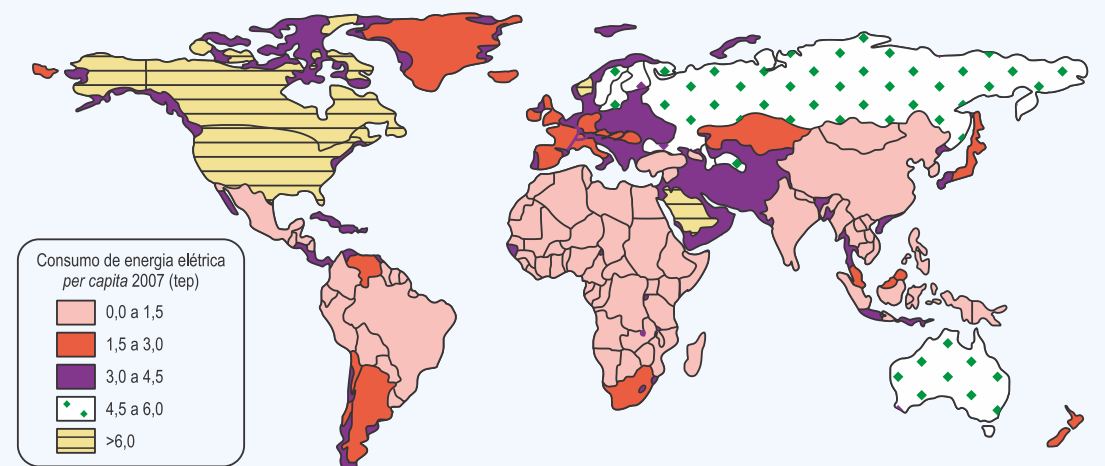 Consumo de energia elétrica
per capita 2007 (tep)
0,0 a 1,5
1,5 a 3,0
3,0 a 4,5
4,5 a 6,0
>6,0